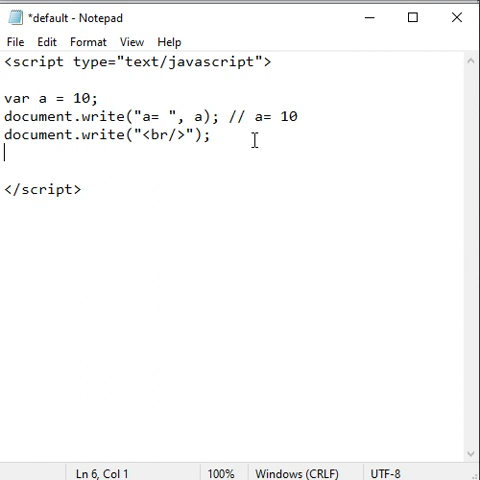 *default - Notepad
File Edit Format View Help
<script type="text/javascript">
var a = 10;
document.write("a= ", a); // a= 10
document.write("<br/>");
</script>
Ln 6, Col 1 100% Windows (CRLF) UTF-8